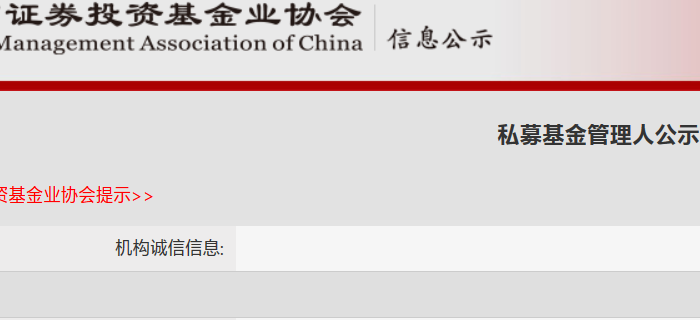 证券投资基金业协会
Management Association of China
信息公示
私募基金管理人公示
资基金业协会提示>>
机构诚信信息: